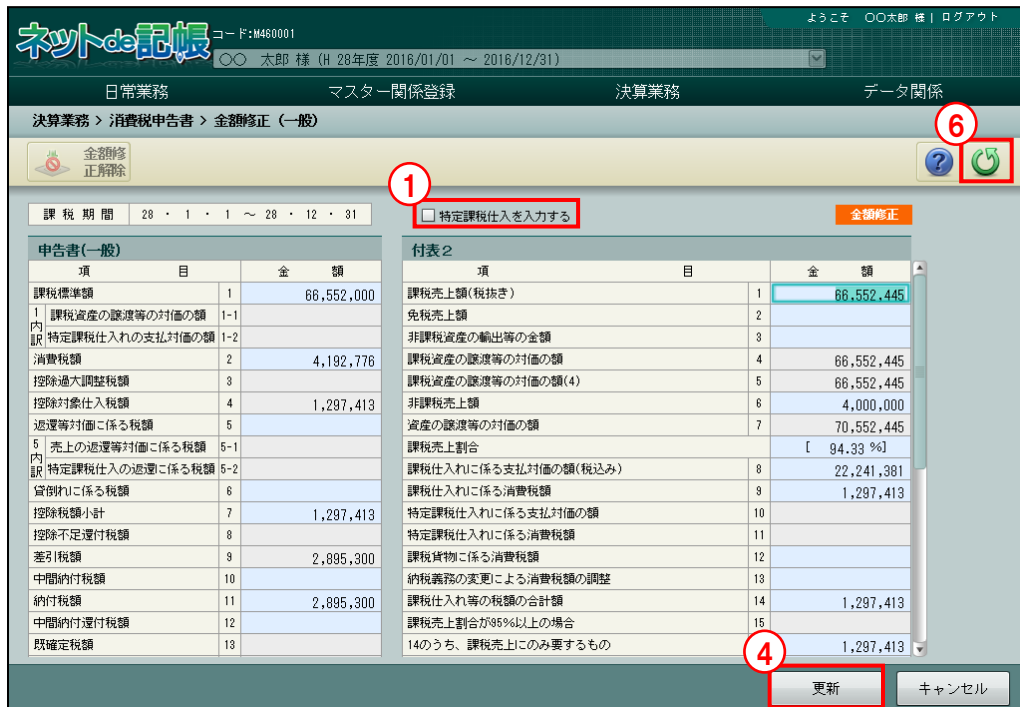 ようこそ 〇〇太郎 様 | ログアウト
ネットde記帳
コード:M460001
〇〇 太郎 様 (H 28年度 2016/01/01 ～ 2016/12/31)
日常業務 マスター関係登録 決算業務 データ関係
決算業務 > 消費税申告書 > 金額修正 (一般)
6
金額修
正解除
?
1
課税期間 28 ・ 1 ・ 1 ～ 28 ・ 12 ・ 31
特定課税仕入を入力する
金額修正
申告書(一般)
項 目 金 額
課税標準額 1 66,552,000
1内訳 課税資産の譲渡等の対価の額 1-1
特定課税仕入れの支払対価の額 1-2
消費税額 2 4,192,776
控除過大調整税額 3
控除対象仕入税額 4 1,297,413
返還等対価に係る税額 5
5内訳 売上の返還等対価に係る税額 5-1
特定課税仕入の返還に係る税額 5-2
貸倒れに係る税額 6
控除税額小計 7 1,297,413
控除不足還付税額 8
差引税額 9 2,895,300
中間納付税額 10
納付税額 11 2,895,300
中間納付還付税額 12
既確定税額 13
付表2
項 目 金 額
課税売上額(税抜き) 1 66,552,445
免税売上額 2
非課税資産の輸出等の金額 3
課税資産の譲渡等の対価の額 4 66,552,445
課税資産の譲渡等の対価の額(4) 5 66,552,445
非課税売上額 6 4,000,000
資産の譲渡等の対価の額 7 70,552,445
課税売上割合 [ 94.33 %]
課税仕入れに係る支払対価の額(税込み) 8 22,241,381
課税仕入れに係る消費税額 9 1,297,413
特定課税仕入れに係る支払対価の額 10
特定課税仕入れに係る消費税額 11
課税貨物に係る消費税額 12
納税義務の変更による消費税額の調整 13
課税仕入れ等の税額の合計額 14 1,297,413
課税売上割合が95%以上の場合 15
14のうち、課税売上にのみ要するもの 1,297,413
4
更新 キャンセル